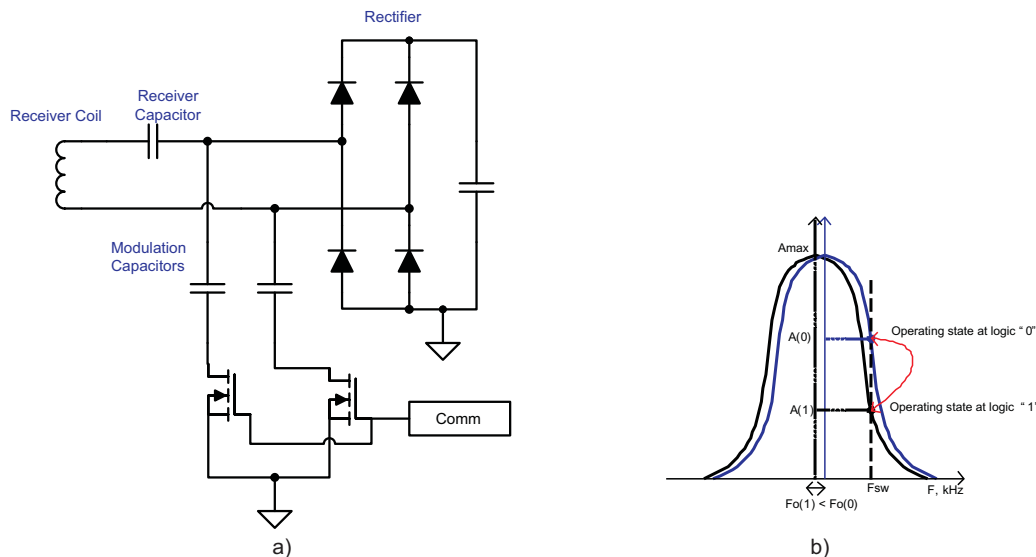 Rectifier
Receiver
Capacitor
Receiver Coil
Modulation
Capacitors
Comm
a)
Amax
A(0)
Operating state at logic “ 0”
A(1)
Operating state at logic “ 1”
Fsw
F, kHz
Fo(1) < Fo(0)
b)